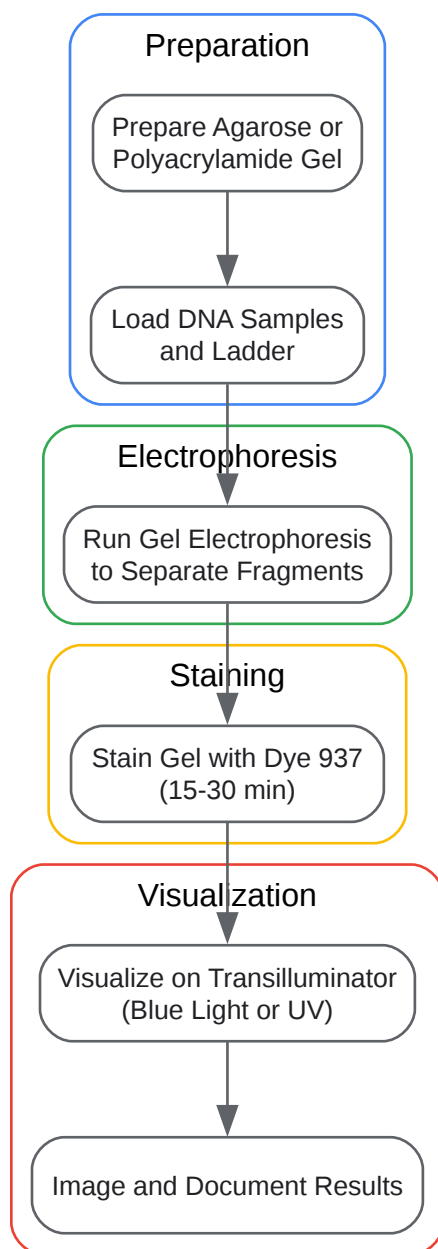 Preparation
Prepare Agarose or
Polyacrylamide Gel
Load DNA Samples
and Ladder
Electrophoresis
Run Gel Electrophoresis
to Separate Fragments
Staining
Stain Gel with Dye 937
(15-30 min)
Visualization
Visualize on Transilluminator
(Blue Light or UV)
Image and Document Results